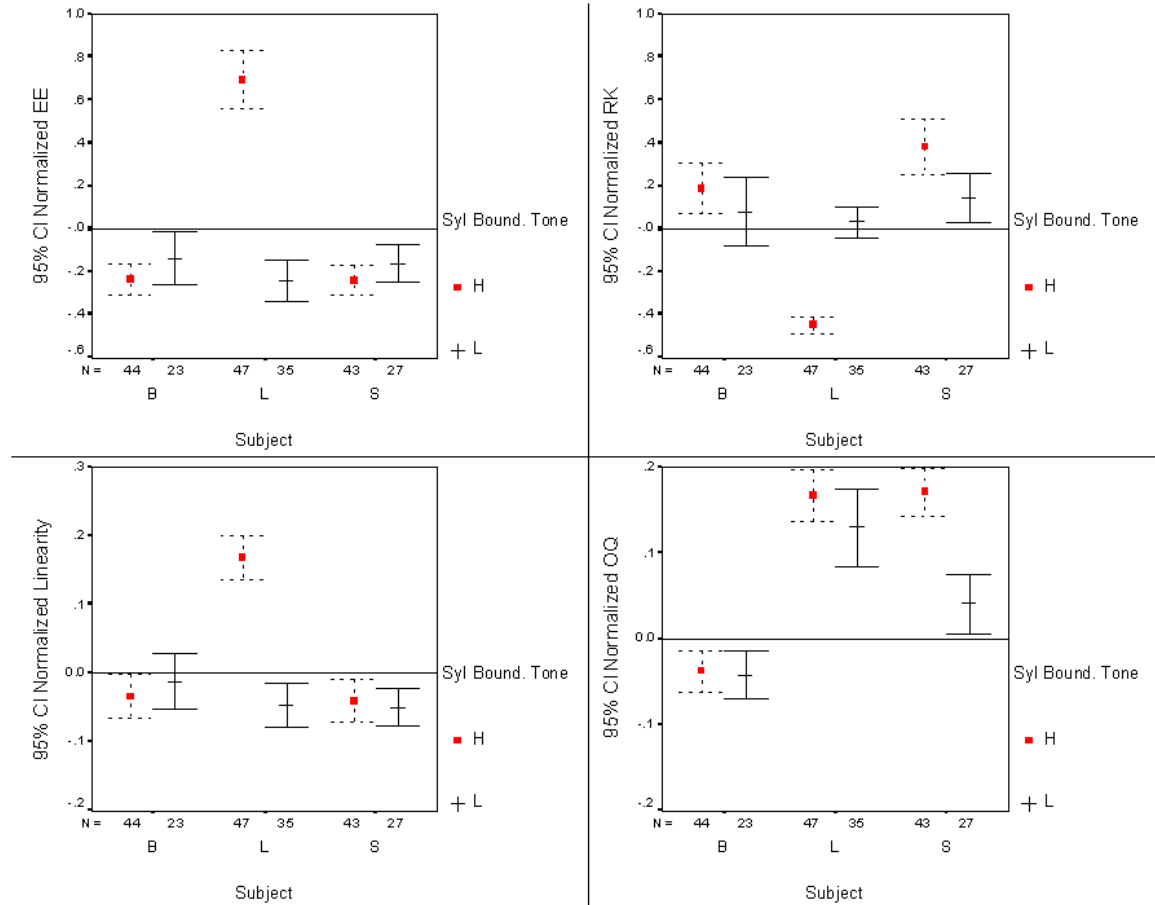 95% CI Normalized EE
1.0
.8
.6
.4
.2
-.0
-.2
-.4
-.6
N = 44 23 47 35 43 27
B L S
Subject
Syl Bound. Tone
H
L
95% CI Normalized RK
1.0
.8
.6
.4
.2
-.0
-.2
-.4
-.6
N = 44 23 47 35 43 27
B L S
Subject
Syl Bound. Tone
H
L
95% CI Normalized Linearity
.3
.2
.1
0.0
-.1
-.2
N = 44 23 47 35 43 27
B L S
Subject
Syl Bound. Tone
H
L
95% CI Normalized OQ
.2
.1
0.0
-.1
-.2
N = 44 23 47 35 43 27
B L S
Subject
Syl Bound. Tone
H
L